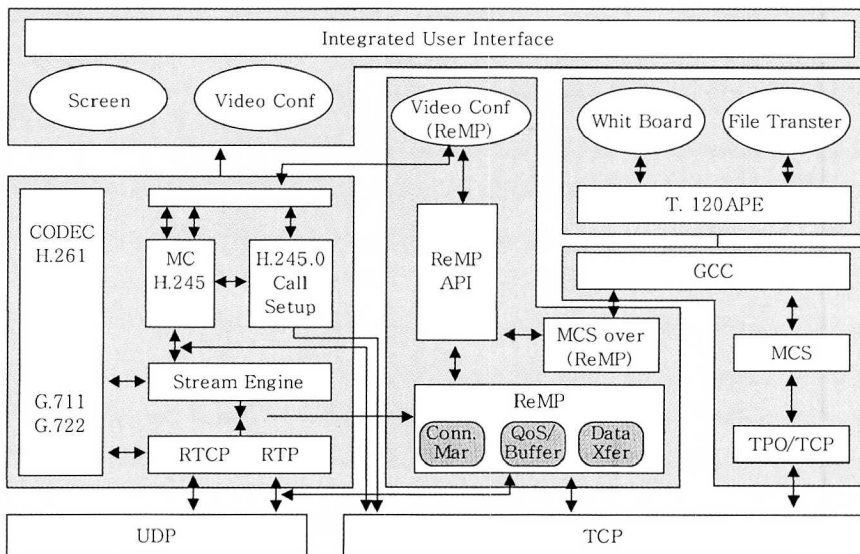 Integrated User Interface
Screen
Video Conf
Video Conf
(ReMP)
Whit Board
File Transter
T. 120APE
CODEC
H.261
G.711
G.722
MC
H.245
H.245.0
Call
Setup
ReMP
API
GCC
MCS over
(ReMP)
MCS
Stream Engine
ReMP
Conn.
Mar
QoS/
Buffer
Data
Xfer
RTCP RTP
TPO/TCP
UDP
TCP